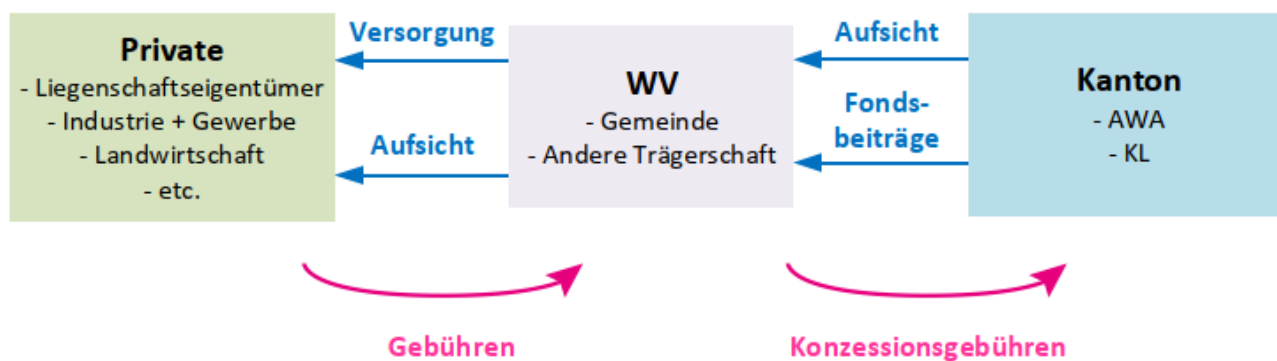 Private
- Liegenschaftseigentümer
- Industrie + Gewerbe
- Landwirtschaft
- etc.
Versorgung
Aufsicht
WV
- Gemeinde
- Andere Trägerschaft
Aufsicht
Fonds-
beiträge
Kanton
- AWA
- KL
Gebühren
Konzessionsgebühren